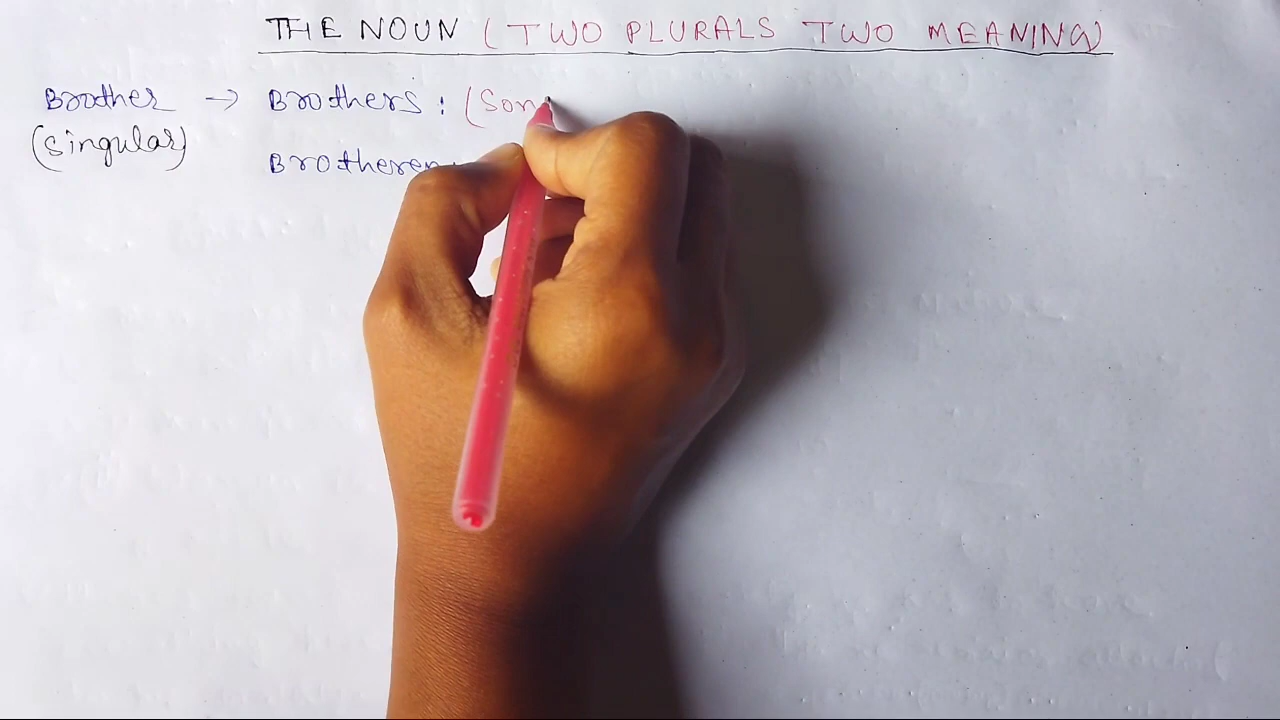 THE NOUN (TWO PLURALS TWO MEANING)
Brother → Brothers : (Son
(Singular)
Brotheren